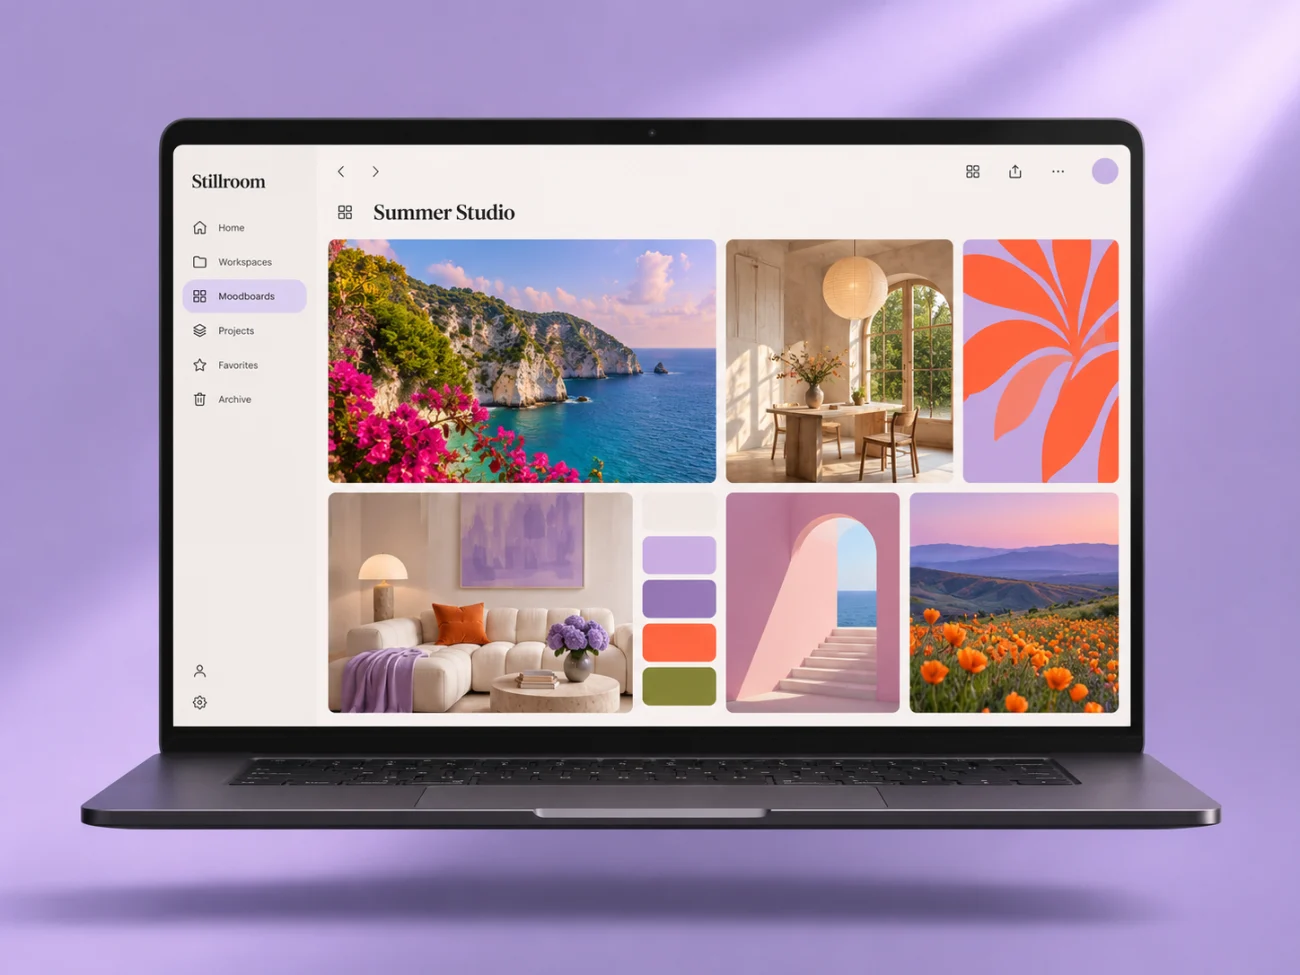 Stillroom
Home
Workspaces
Moodboards
Projects
Favorites
Archive
Summer Studio